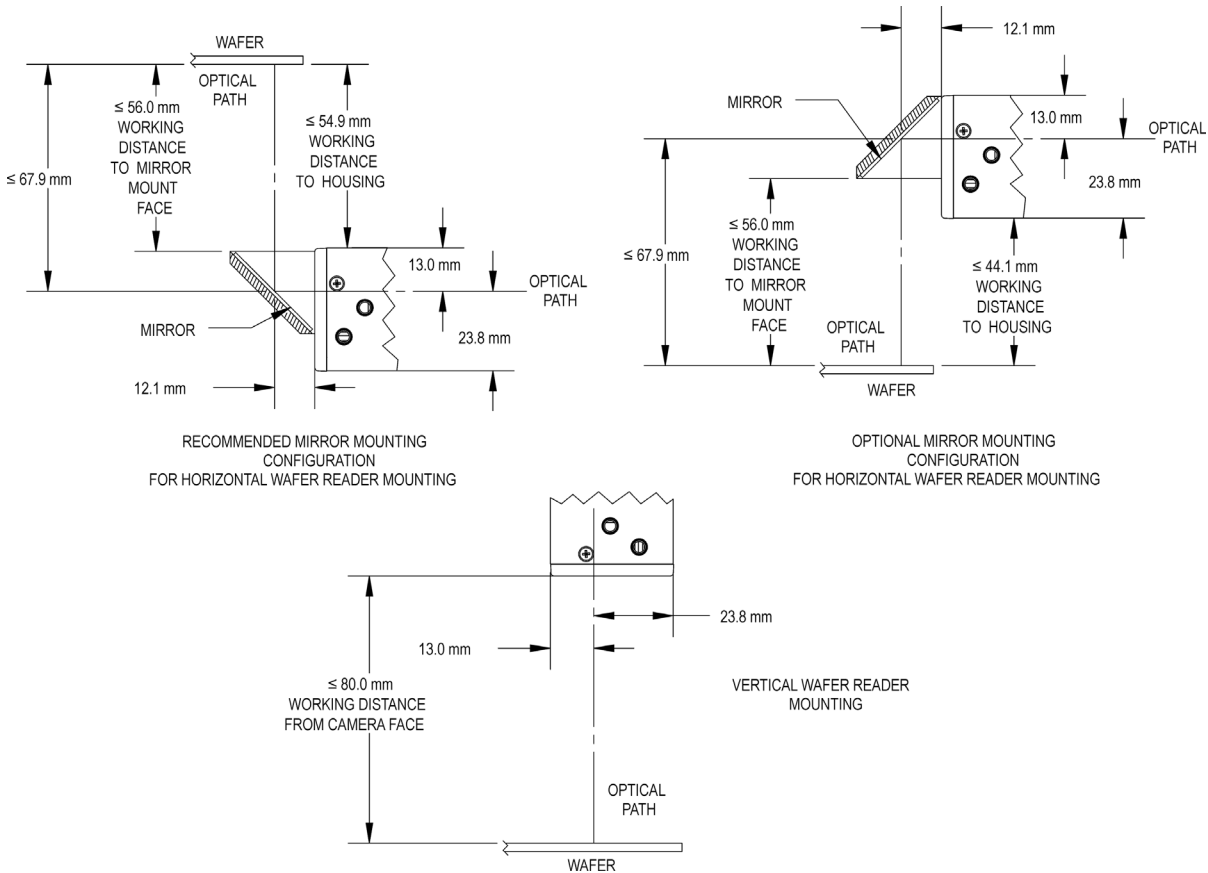 WAFER
OPTICAL
PATH
≤ 56.0 mm
WORKING
DISTANCE
TO MIRROR
MOUNT
FACE
≤ 54.9 mm
WORKING
DISTANCE
TO HOUSING
≤ 67.9 mm
13.0 mm
OPTICAL
PATH
MIRROR
23.8 mm
12.1 mm
RECOMMENDED MIRROR MOUNTING
CONFIGURATION
FOR HORIZONTAL WAFER READER MOUNTING
12.1 mm
MIRROR
13.0 mm
OPTICAL
PATH
23.8 mm
≤ 56.0 mm
WORKING
DISTANCE
TO MIRROR
MOUNT
FACE
≤ 67.9 mm
≤ 44.1 mm
WORKING
DISTANCE
TO HOUSING
OPTICAL
PATH
WAFER
OPTIONAL MIRROR MOUNTING
CONFIGURATION
FOR HORIZONTAL WAFER READER MOUNTING
23.8 mm
13.0 mm
≤ 80.0 mm
WORKING DISTANCE
FROM CAMERA FACE
VERTICAL WAFER READER
MOUNTING
OPTICAL
PATH
WAFER